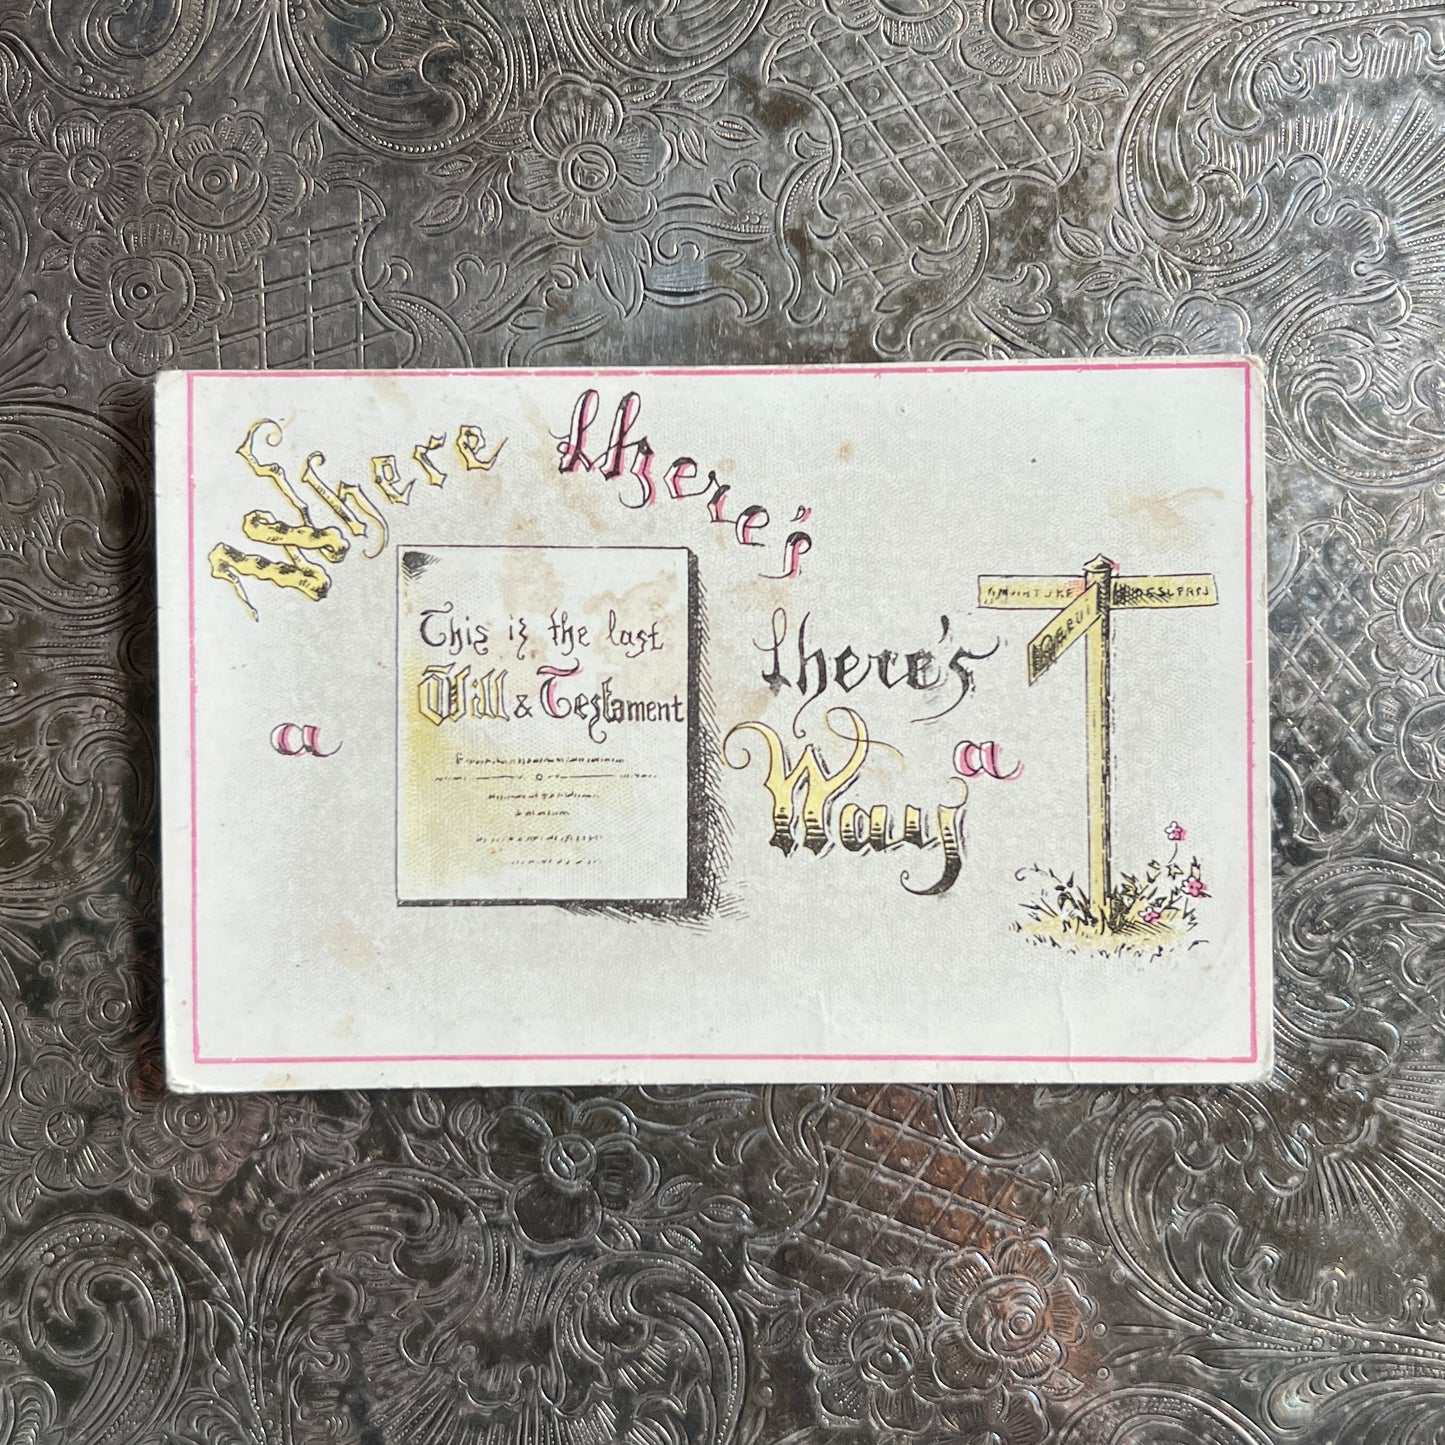 Where there's
a
This is the last
Will & Testament
there's
Way a